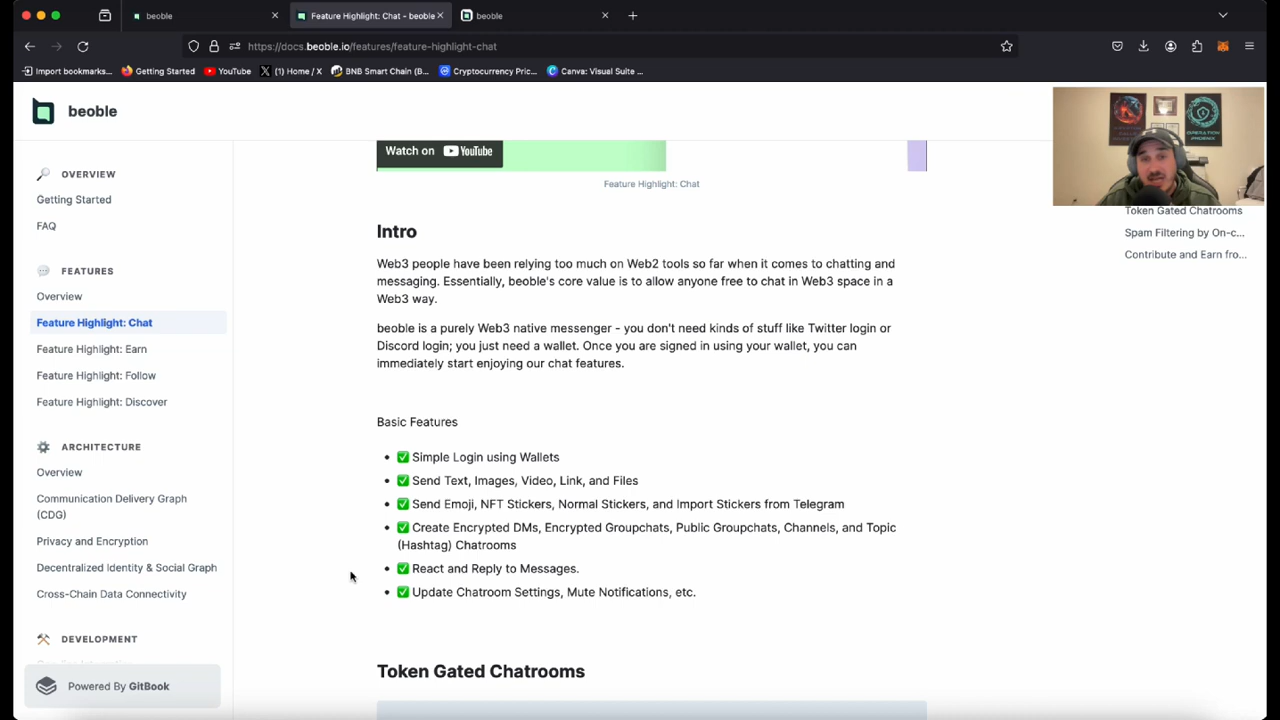 beoble
Feature Highlight: Chat - beoble
beoble
https://docs.beoble.io/features/feature-highlight-chat
Import bookmarks...
Getting Started
YouTube
(1) Home / X
BNB Smart Chain (B...
Cryptocurrency Pric...
Canva: Visual Suite ...
beoble
OVERVIEW
Getting Started
FAQ
FEATURES
Overview
Feature Highlight: Chat
Feature Highlight: Earn
Feature Highlight: Follow
Feature Highlight: Discover
ARCHITECTURE
Overview
Communication Delivery Graph
(CDG)
Privacy and Encryption
Decentralized Identity & Social Graph
Cross-Chain Data Connectivity
DEVELOPMENT
Powered By GitBook
Watch on YouTube
Feature Highlight: Chat
Intro
Web3 people have been relying too much on Web2 tools so far when it comes to chatting and
messaging. Essentially, beoble's core value is to allow anyone free to chat in Web3 space in a
Web3 way.
beoble is a purely Web3 native messenger - you don't need kinds of stuff like Twitter login or
Discord login; you just need a wallet. Once you are signed in using your wallet, you can
immediately start enjoying our chat features.
Basic Features
• ✅ Simple Login using Wallets
• ✅ Send Text, Images, Video, Link, and Files
• ✅ Send Emoji, NFT Stickers, Normal Stickers, and Import Stickers from Telegram
• ✅ Create Encrypted DMs, Encrypted Groupchats, Public Groupchats, Channels, and Topic
(Hashtag) Chatrooms
• ✅ React and Reply to Messages.
• ✅ Update Chatroom Settings, Mute Notifications, etc.
Token Gated Chatrooms
OPERATION
PHOENIX
Token Gated Chatrooms
Spam Filtering by On-c...
Contribute and Earn fro...